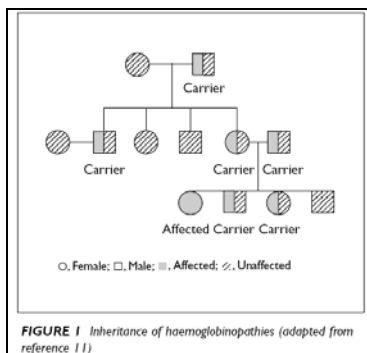 Carrier
Carrier
Carrier Carrier
Affected Carrier Carrier
○, Female; □, Male; ■, Affected; ⫽, Unaffected
FIGURE 1 Inheritance of haemoglobinopathies (adapted from
reference 11)